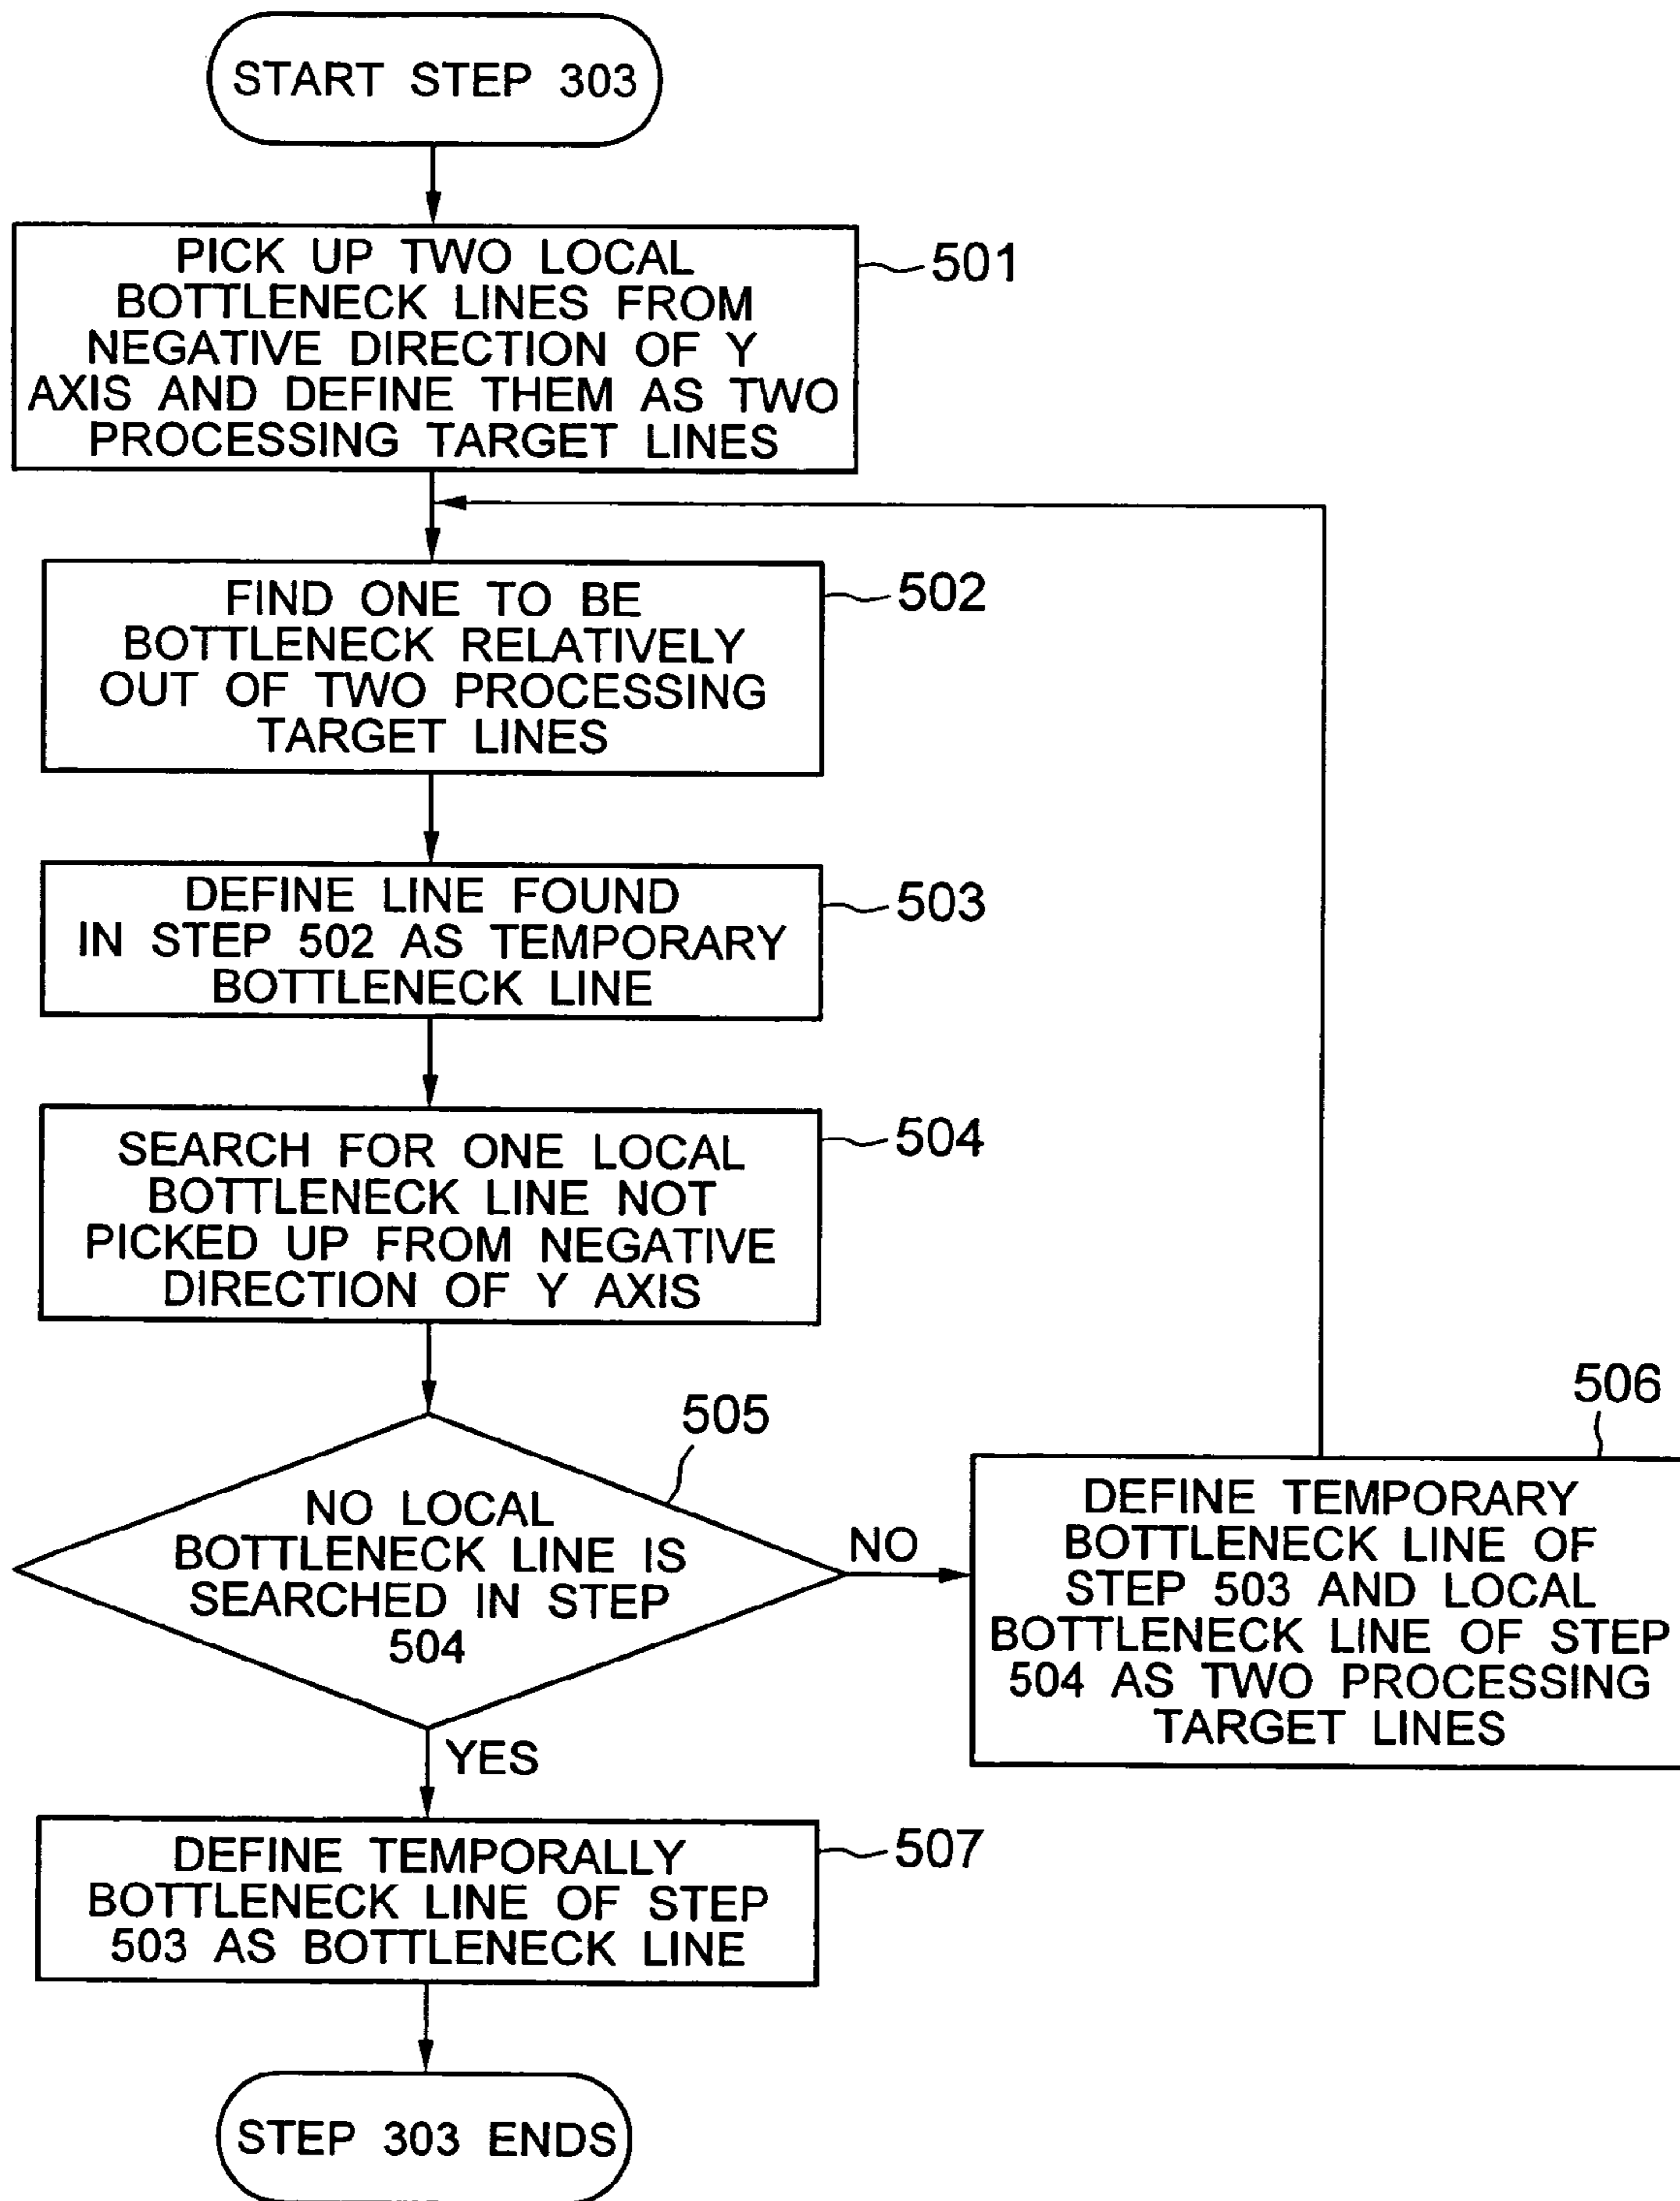 START STEP 303
PICK UP TWO LOCAL
BOTTLENECK LINES FROM
NEGATIVE DIRECTION OF Y
AXIS AND DEFINE THEM AS TWO
PROCESSING TARGET LINES
501
FIND ONE TO BE
BOTTLENECK RELATIVELY
OUT OF TWO PROCESSING
TARGET LINES
502
DEFINE LINE FOUND
IN STEP 502 AS TEMPORARY
BOTTLENECK LINE
503
SEARCH FOR ONE LOCAL
BOTTLENECK LINE NOT
PICKED UP FROM NEGATIVE
DIRECTION OF Y AXIS
504
505
NO LOCAL
BOTTLENECK LINE IS
SEARCHED IN STEP
504
NO
506
DEFINE TEMPORARY
BOTTLENECK LINE OF
STEP 503 AND LOCAL
BOTTLENECK LINE OF STEP
504 AS TWO PROCESSING
TARGET LINES
YES
DEFINE TEMPORALLY
BOTTLENECK LINE OF STEP
503 AS BOTTLENECK LINE
507
STEP 303 ENDS